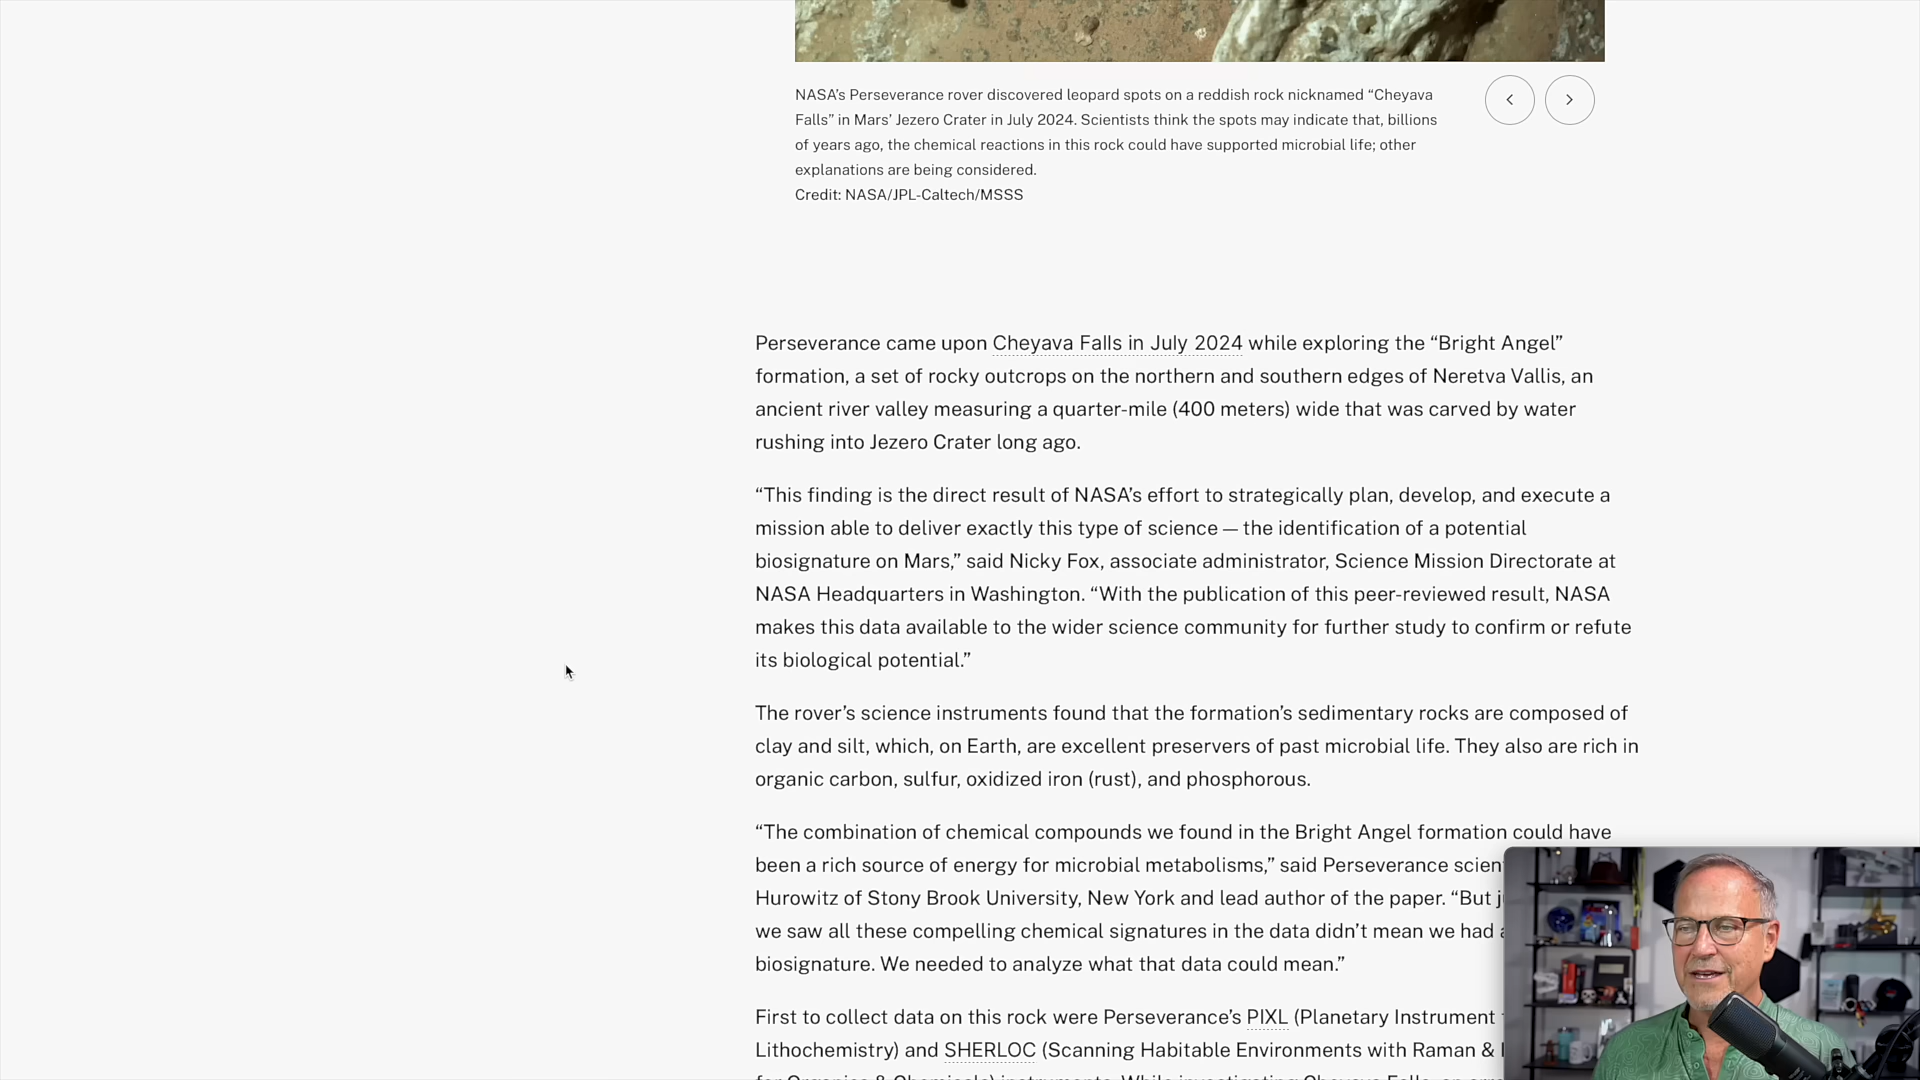 NASA’s Perseverance rover discovered leopard spots on a reddish rock nicknamed “Cheyava
Falls” in Mars’ Jezero Crater in July 2024. Scientists think the spots may indicate that, billions
of years ago, the chemical reactions in this rock could have supported microbial life; other
explanations are being considered.
Credit: NASA/JPL-Caltech/MSSS
Perseverance came upon Cheyava Falls in July 2024 while exploring the “Bright Angel”
formation, a set of rocky outcrops on the northern and southern edges of Neretva Vallis, an
ancient river valley measuring a quarter-mile (400 meters) wide that was carved by water
rushing into Jezero Crater long ago.
“This finding is the direct result of NASA’s effort to strategically plan, develop, and execute a
mission able to deliver exactly this type of science — the identification of a potential
biosignature on Mars,” said Nicky Fox, associate administrator, Science Mission Directorate at
NASA Headquarters in Washington. “With the publication of this peer-reviewed result, NASA
makes this data available to the wider science community for further study to confirm or refute
its biological potential.”
The rover’s science instruments found that the formation’s sedimentary rocks are composed of
clay and silt, which, on Earth, are excellent preservers of past microbial life. They also are rich in
organic carbon, sulfur, oxidized iron (rust), and phosphorous.
“The combination of chemical compounds we found in the Bright Angel formation could have
been a rich source of energy for microbial metabolisms,” said Perseverance scien
Hurowitz of Stony Brook University, New York and lead author of the paper. “But j
we saw all these compelling chemical signatures in the data didn’t mean we had a
biosignature. We needed to analyze what that data could mean.”
First to collect data on this rock were Perseverance’s PIXL (Planetary Instrument
Lithochemistry) and SHERLOC (Scanning Habitable Environments with Raman &